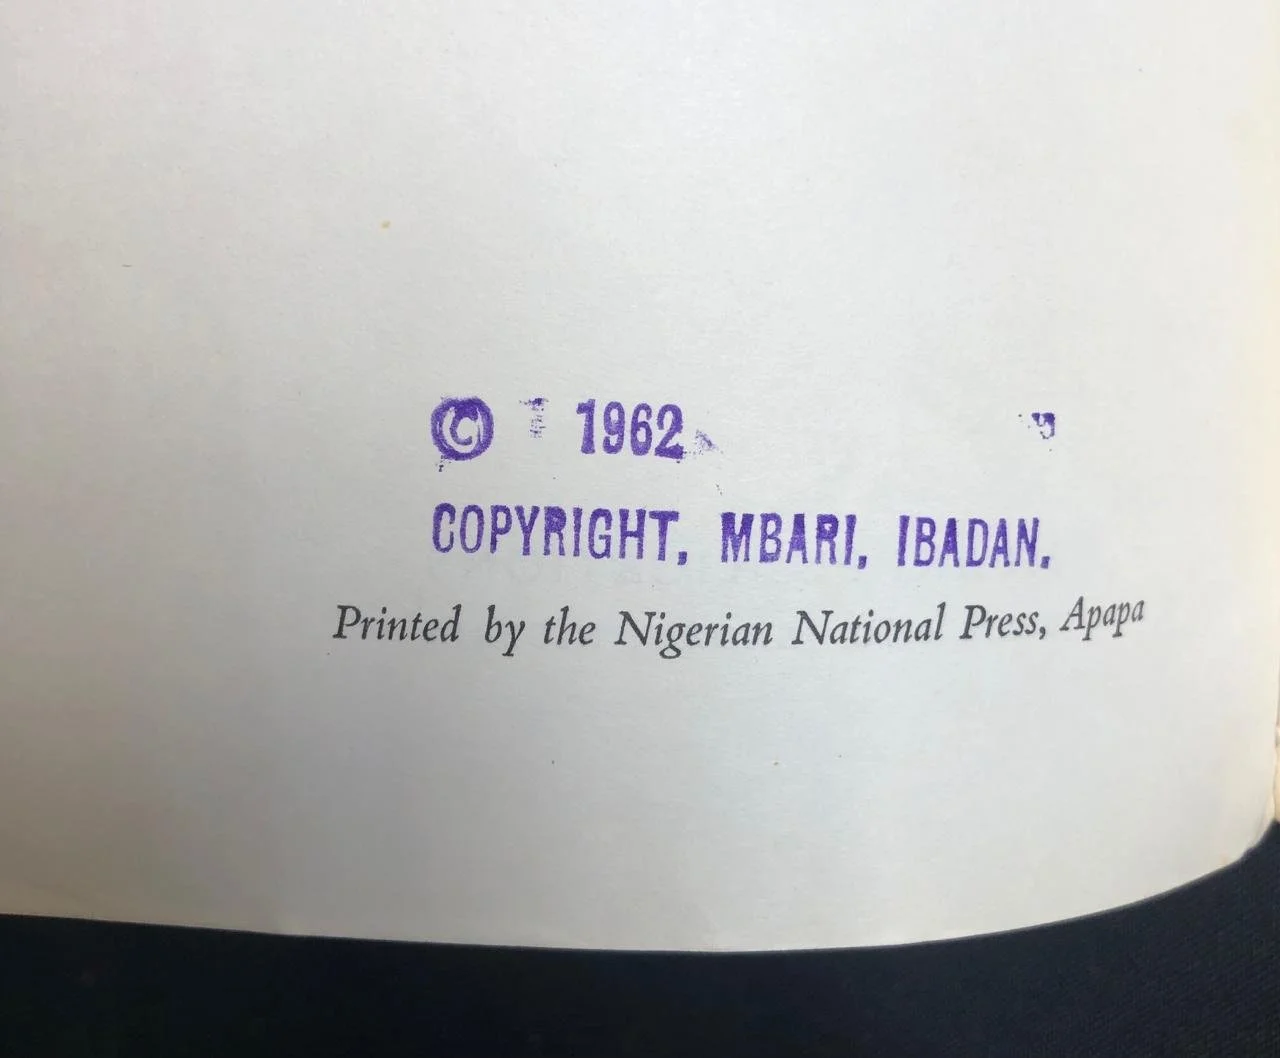 © 1962
COPYRIGHT, MBARI, IBADAN.
Printed by the Nigerian National Press, Apapa